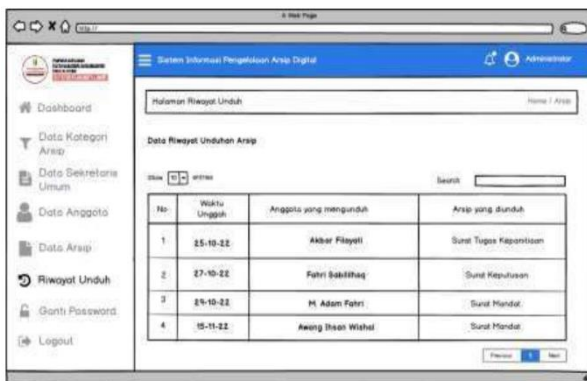 A Web Page
http://
Sistem Informasi Pengelolaan Arsip Digital
Administrator
Dashboard
Data Kategori
Arsip
Data Sekretaris
Umum
Data Anggota
Data Arsip
Riwayat Unduh
Ganti Password
Logout
Halaman Riwayat Unduh
Home / Arsip
Data Riwayat Unduhan Arsip
Show 10 entries
Search
No
Waktu
Unggah
Anggota yang mengunduh
Arsip yang diunduh
1 25-10-22 Akbar Filayati Surat Tugas Kepanitiaan
2 27-10-22 Fahri Sabililhaq Surat Keputusan
3 29-10-22 M. Adam Fahri Surat Mandat
4 15-11-22 Awang Ihsan Wishal Surat Mandat
Previous 1 Next